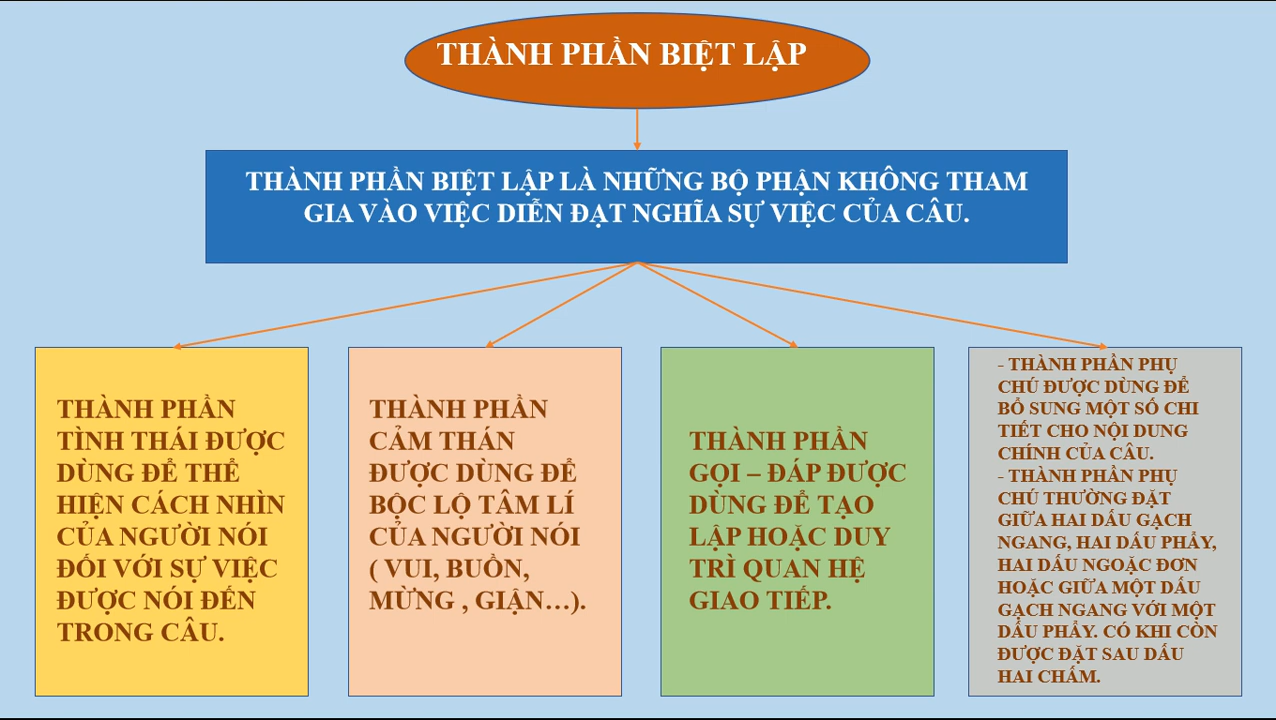 THÀNH PHẦN BIỆT LẬP
THÀNH PHẦN BIỆT LẬP LÀ NHỮNG BỘ PHẬN KHÔNG THAM
GIA VÀO VIỆC DIỄN ĐẠT NGHĨA SỰ VIỆC CỦA CÂU.
THÀNH PHẦN
TÌNH THÁI ĐƯỢC
DÙNG ĐỂ THỂ
HIỆN CÁCH NHÌN
CỦA NGƯỜI NÓI
ĐỐI VỚI SỰ VIỆC
ĐƯỢC NÓI ĐẾN
TRONG CÂU.
THÀNH PHẦN
CẢM THÁN
ĐƯỢC DÙNG ĐỂ
BỘC LỘ TÂM LÍ
CỦA NGƯỜI NÓI
( VUI, BUỒN,
MỪNG , GIẬN…).
THÀNH PHẦN
GỌI – ĐÁP ĐƯỢC
DÙNG ĐỂ TẠO
LẬP HOẶC DUY
TRÌ QUAN HỆ
GIAO TIẾP.
- THÀNH PHẦN PHỤ
CHÚ ĐƯỢC DÙNG ĐỂ
BỔ SUNG MỘT SỐ CHI
TIẾT CHO NỘI DUNG
CHÍNH CỦA CÂU.
- THÀNH PHẦN PHỤ
CHÚ THƯỜNG ĐẶT
GIỮA HAI DẤU GẠCH
NGANG, HAI DẤU PHẨY,
HAI DẤU NGOẶC ĐƠN
HOẶC GIỮA MỘT DẤU
GẠCH NGANG VỚI MỘT
DẤU PHẨY. CÓ KHI CÒN
ĐƯỢC ĐẶT SAU DẤU
HAI CHẤM.